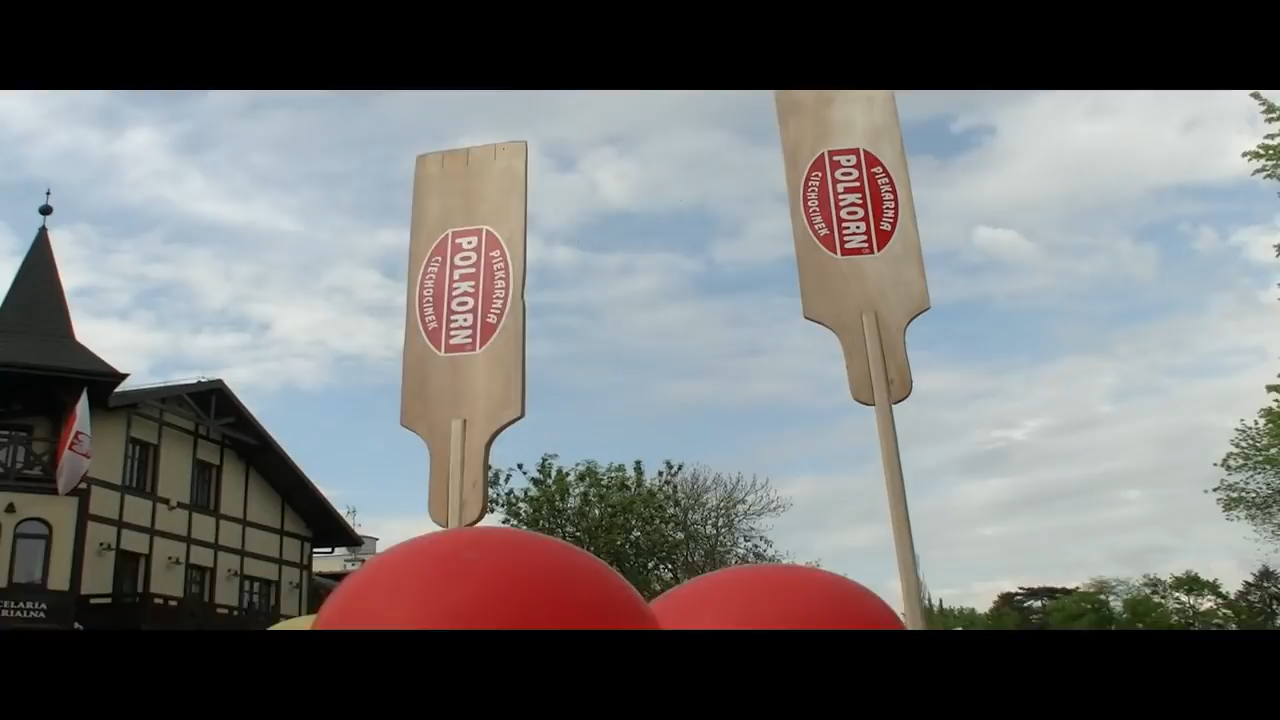 PIEKARNIA
POLKORN
CIECHOCINEK
PIEKARNIA
POLKORN
CIECHOCINEK
CELARIA
RIALNA